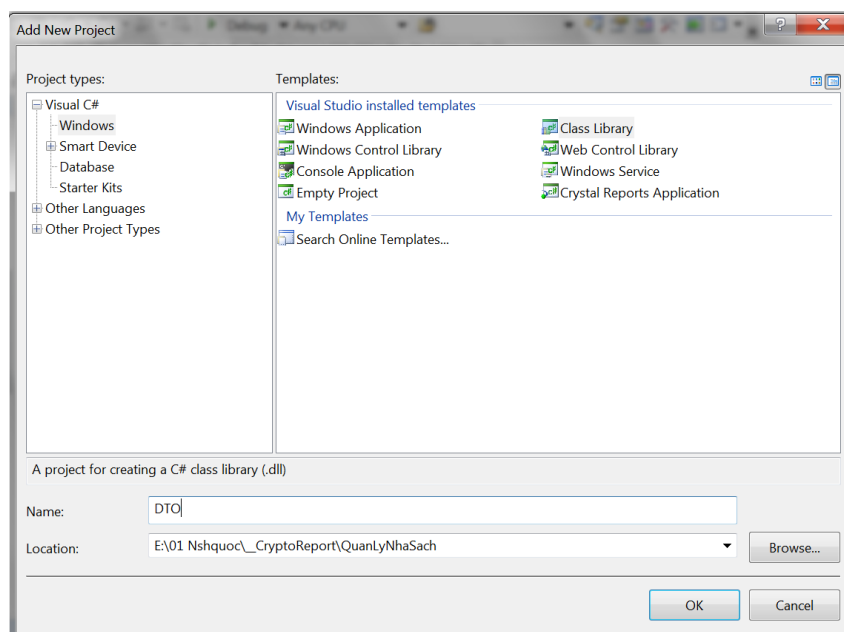 Add New Project
Debug Any CPU
Project types:
Templates:
Visual C#
Windows
Smart Device
Database
Starter Kits
Other Languages
Other Project Types
Visual Studio installed templates
Windows Application
Class Library
Windows Control Library
Web Control Library
Console Application
Windows Service
Empty Project
Crystal Reports Application
My Templates
Search Online Templates...
A project for creating a C# class library (.dll)
Name:
DTO
Location:
E:\01 Nshquoc\__CryptoReport\QuanLyNhaSach
Browse...
OK
Cancel